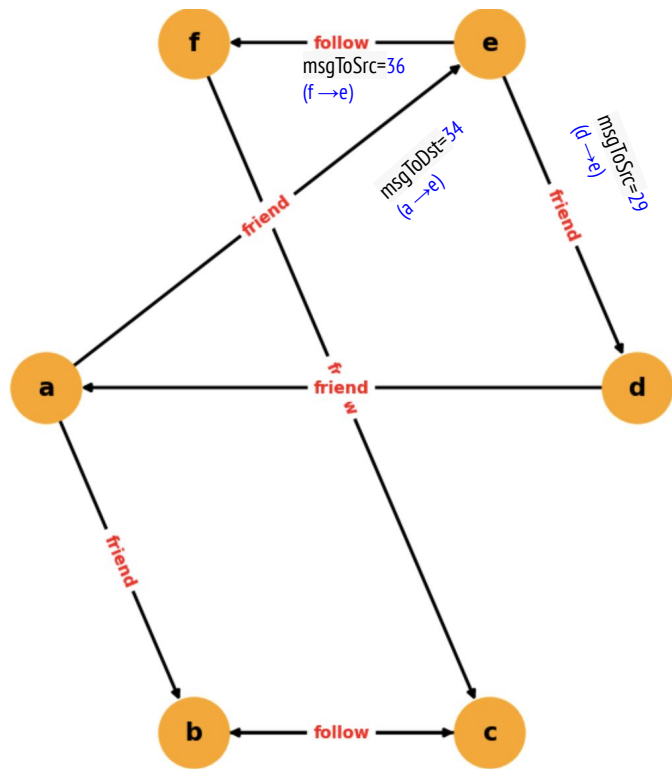 f
follow
e
msgToSrc=36
(f →e)
msgToDst=34
(a →e)
msgToSrc=29
(d →e)
friend
friend
a
friend
d
friend
b
follow
c